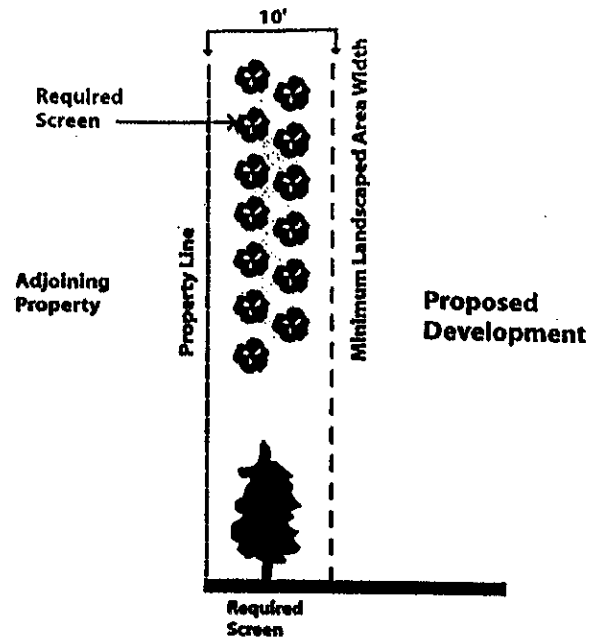 10'
Required
Screen
Property Line
Minimum Landscaped Area Width
Adjoining
Property
Proposed
Development
Required
Screen